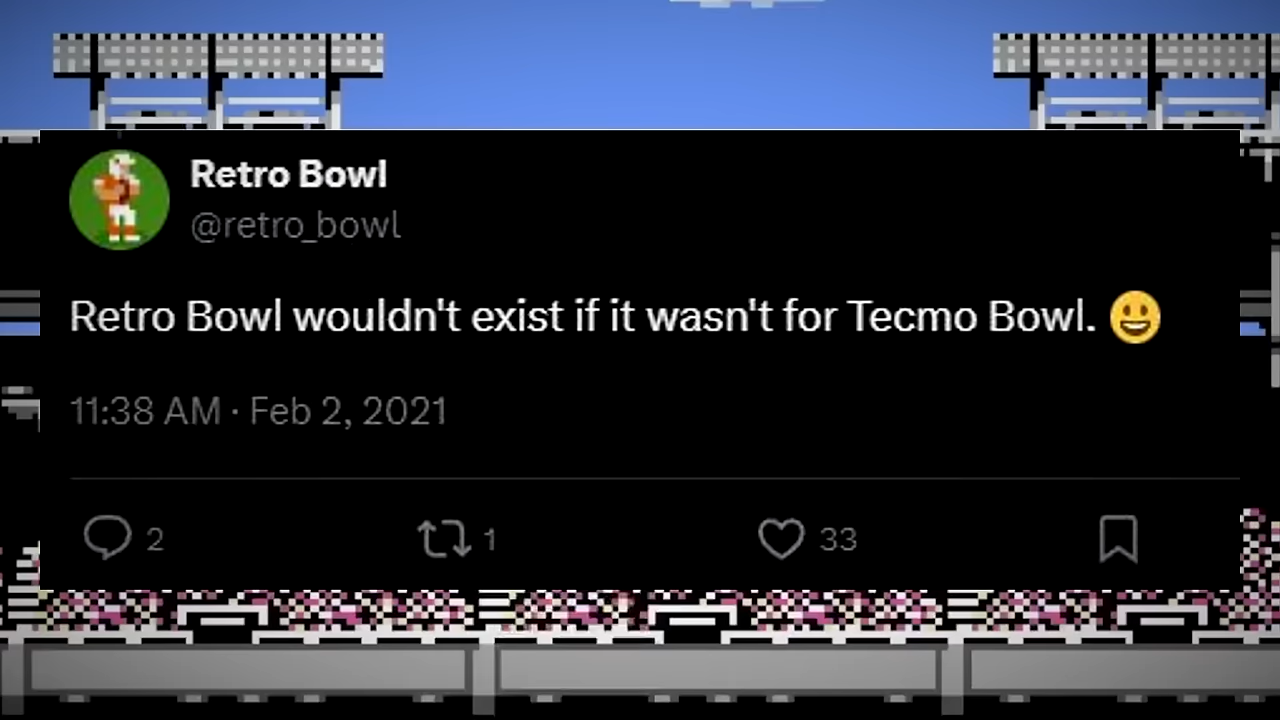 Retro Bowl
@retro_bowl
Retro Bowl wouldn't exist if it wasn't for Tecmo Bowl. 😀
11:38 AM · Feb 2, 2021
2 1 33